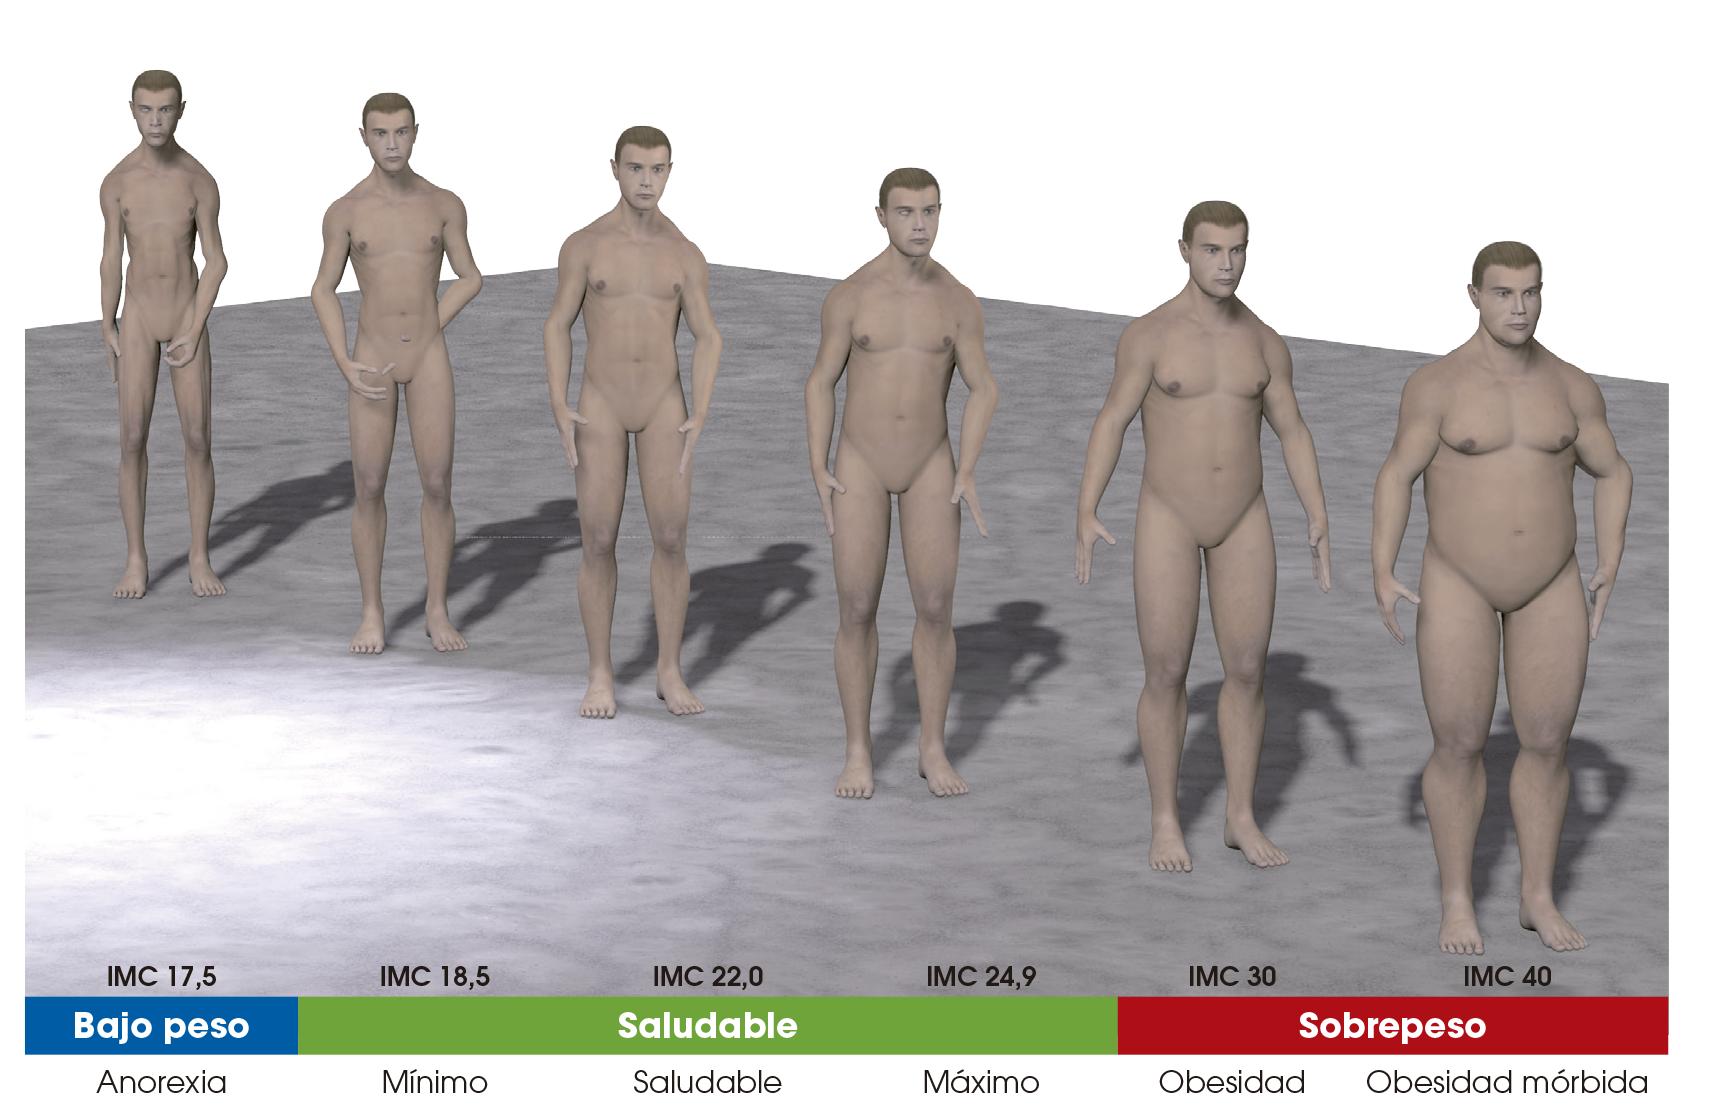 IMC 17,5 IMC 18,5 IMC 22,0 IMC 24,9 IMC 30 IMC 40
Bajo peso Saludable Sobrepeso
Anorexia Mínimo Saludable Máximo Obesidad Obesidad mórbida